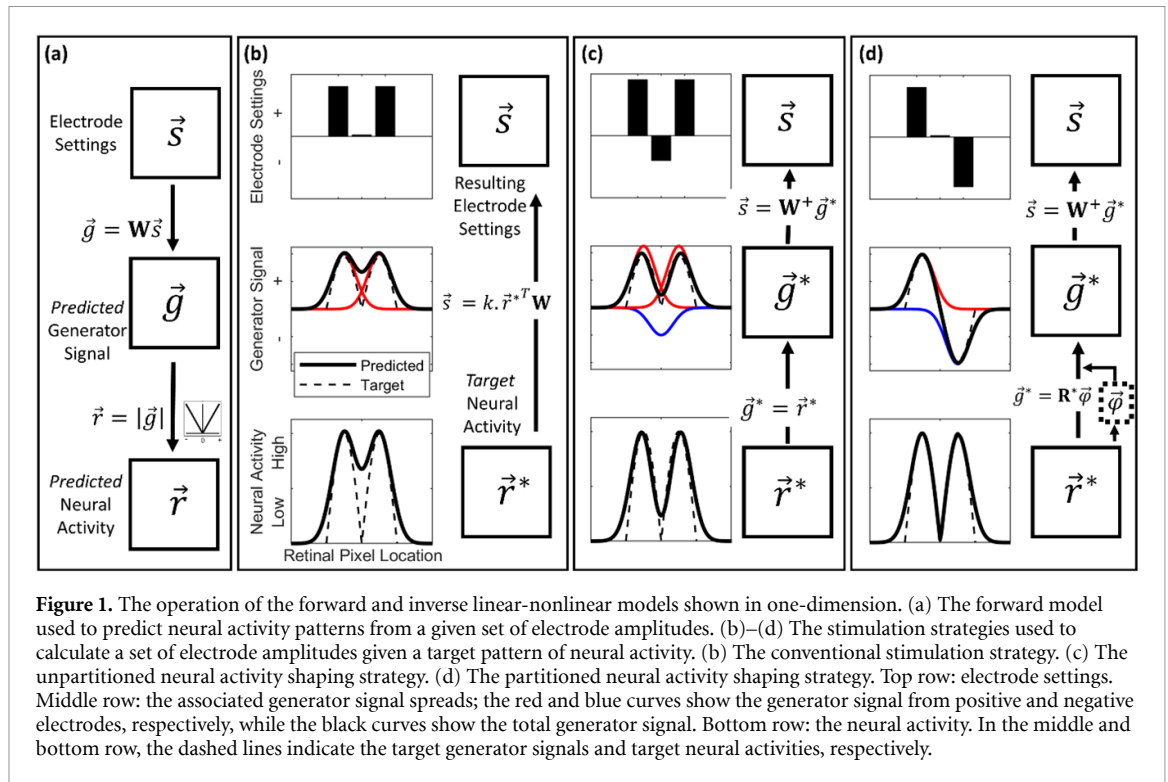 (a)
Electrode
Settings
s⃗
g⃗ = Ws⃗
Predicted
Generator
Signal
g⃗
r⃗ = |g⃗|
- 0 +
Predicted
Neural
Activity
r⃗
(b)
Electrode Settings
- +
Generator Signal
- +
Predicted
Target
Neural Activity
Low High
Retinal Pixel Location
s⃗
Resulting
Electrode
Settings
s⃗ = k.r⃗*ᵀW
Target
Neural
Activity
r⃗*
(c)
s⃗
s⃗ = W⁺g⃗*
g⃗*
g⃗* = r⃗*
r⃗*
(d)
s⃗
s⃗ = W⁺g⃗*
g⃗*
g⃗* = R*φ⃗
φ⃗
r⃗*
Figure 1. The operation of the forward and inverse linear-nonlinear models shown in one-dimension. (a) The forward model
used to predict neural activity patterns from a given set of electrode amplitudes. (b)–(d) The stimulation strategies used to
calculate a set of electrode amplitudes given a target pattern of neural activity. (b) The conventional stimulation strategy. (c) The
unpartitioned neural activity shaping strategy. (d) The partitioned neural activity shaping strategy. Top row: electrode settings.
Middle row: the associated generator signal spreads; the red and blue curves show the generator signal from positive and negative
electrodes, respectively, while the black curves show the total generator signal. Bottom row: the neural activity. In the middle and
bottom row, the dashed lines indicate the target generator signals and target neural activities, respectively.